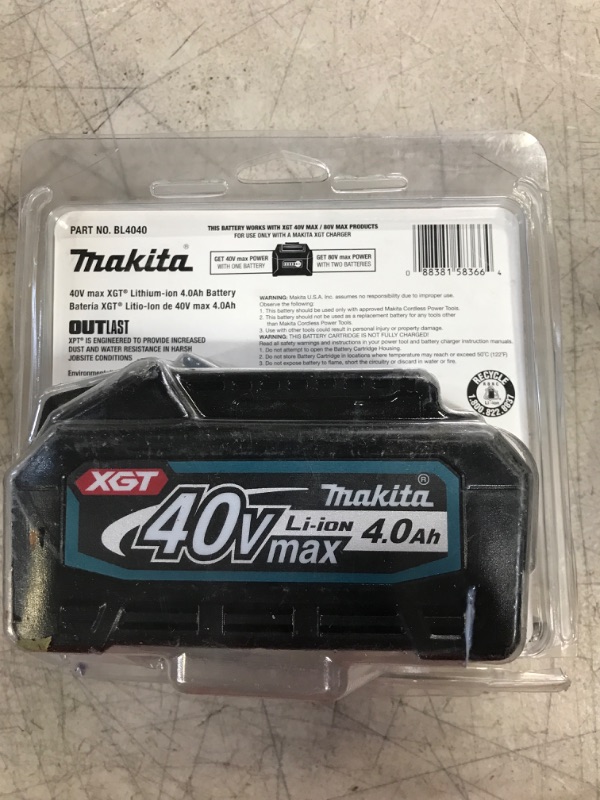 PART NO. BL4040
makita®
THIS BATTERY WORKS WITH XGT 40V MAX / 80V MAX PRODUCTS
FOR USE ONLY WITH A MAKITA XGT CHARGER
GET 40V max POWER
WITH ONE BATTERY
GET 80V max POWER
WITH TWO BATTERIES
0 88381 58366 4
40V max XGT® Lithium-ion 4.0Ah Battery
Batería XGT® Litio-Ion de 40V max 4.0Ah
OUTLAST
XPT® IS ENGINEERED TO PROVIDE INCREASED
DUST AND WATER RESISTANCE IN HARSH
JOBSITE CONDITIONS
WARNING: Makita U.S.A. Inc. assumes no responsibility due to improper use.
Observe the following:
1. This battery should be used only with approved Makita Cordless Power Tools.
2. This battery should not be used as a replacement battery for any tools other
than Makita Cordless Power Tools.
3. Use with other tools could result in personal injury or property damage.
WARNING: THIS BATTERY CARTRIDGE IS NOT FULLY CHARGED!
Read all safety warnings and instructions in your power tool and battery charger instruction manuals.
1. Do not attempt to open the Battery Cartridge Housing.
2. Do not store Battery Cartridge in locations where temperature may reach or exceed 50°C (122°F)
3. Do not expose battery to flame, short the circuitry or discard in water or fire.
RECYCLE
RBRC
Li-ion
1.800.822.8837
XGT
makita®
40V max
Li-ion 4.0Ah